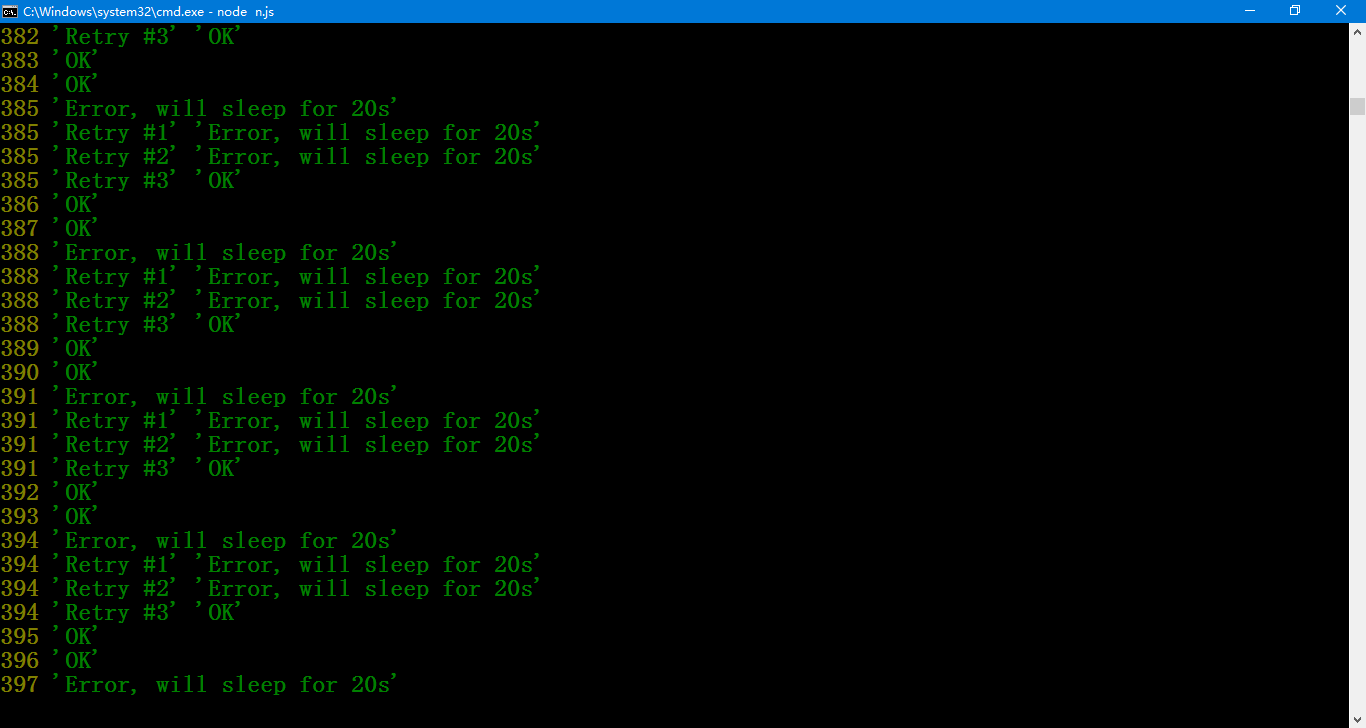 C:\Windows\system32\cmd.exe - node  n.js
382 'Retry #3' 'OK'
383 'OK'
384 'OK'
385 'Error, will sleep for 20s'
385 'Retry #1' 'Error, will sleep for 20s'
385 'Retry #2' 'Error, will sleep for 20s'
385 'Retry #3' 'OK'
386 'OK'
387 'OK'
388 'Error, will sleep for 20s'
388 'Retry #1' 'Error, will sleep for 20s'
388 'Retry #2' 'Error, will sleep for 20s'
388 'Retry #3' 'OK'
389 'OK'
390 'OK'
391 'Error, will sleep for 20s'
391 'Retry #1' 'Error, will sleep for 20s'
391 'Retry #2' 'Error, will sleep for 20s'
391 'Retry #3' 'OK'
392 'OK'
393 'OK'
394 'Error, will sleep for 20s'
394 'Retry #1' 'Error, will sleep for 20s'
394 'Retry #2' 'Error, will sleep for 20s'
394 'Retry #3' 'OK'
395 'OK'
396 'OK'
397 'Error, will sleep for 20s'